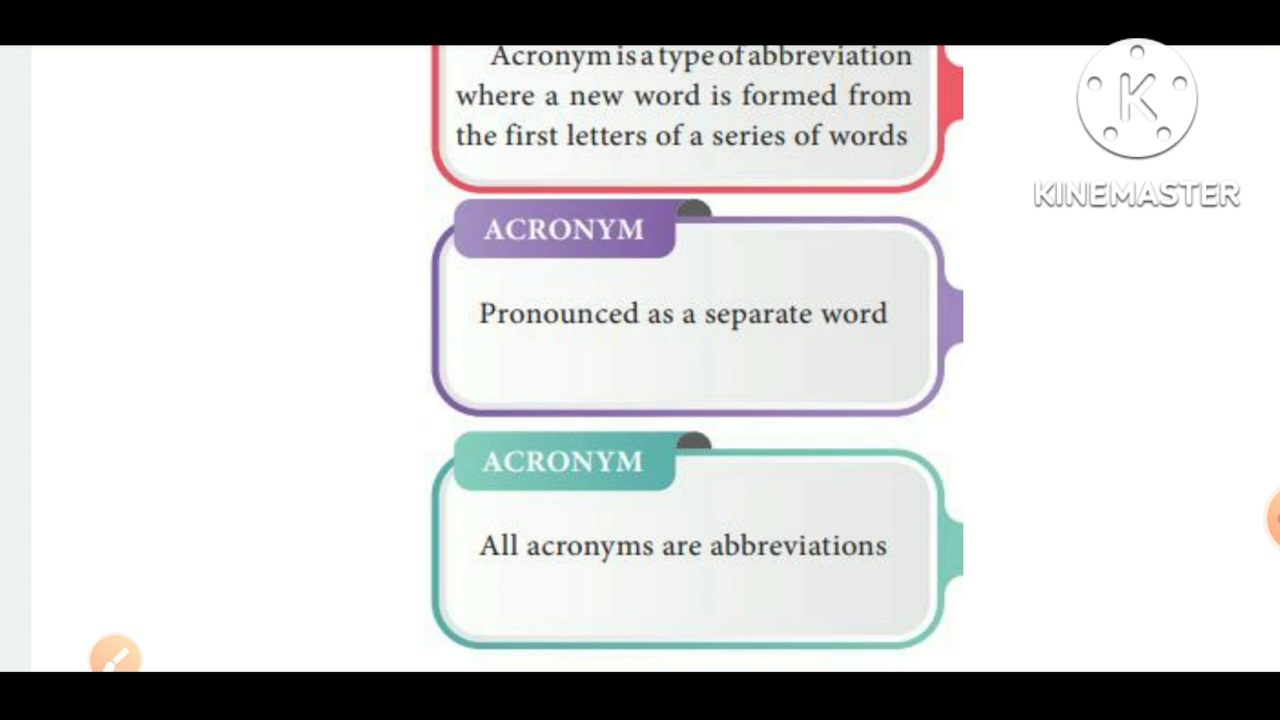 Acronym is a type of abbreviation
where a new word is formed from
the first letters of a series of words
ACRONYM
Pronounced as a separate word
ACRONYM
All acronyms are abbreviations
K
KINEMASTER